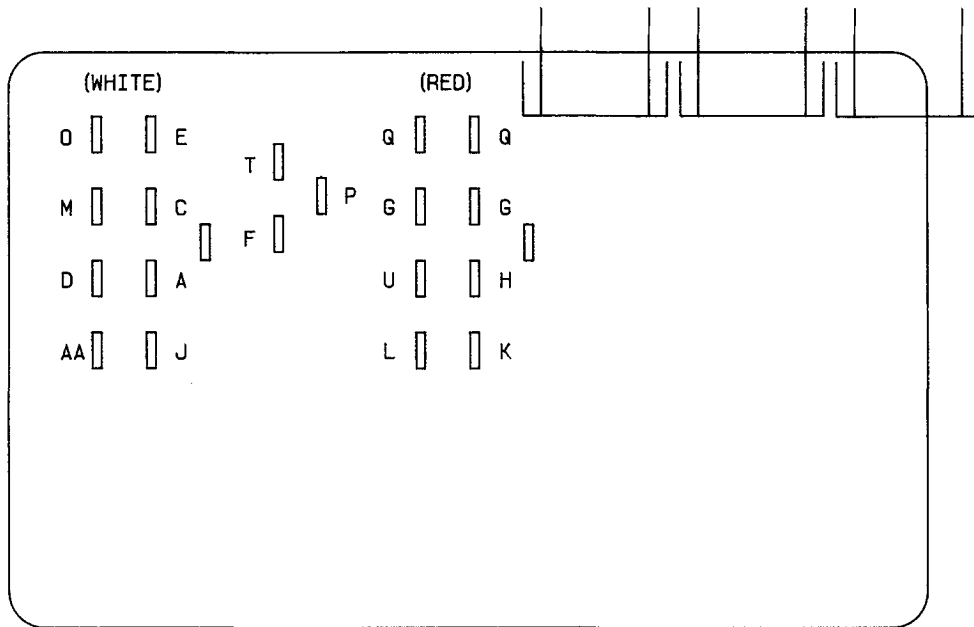 (WHITE) (RED)
O E Q Q
T
M C P G G
F
D A U H
AA J L K